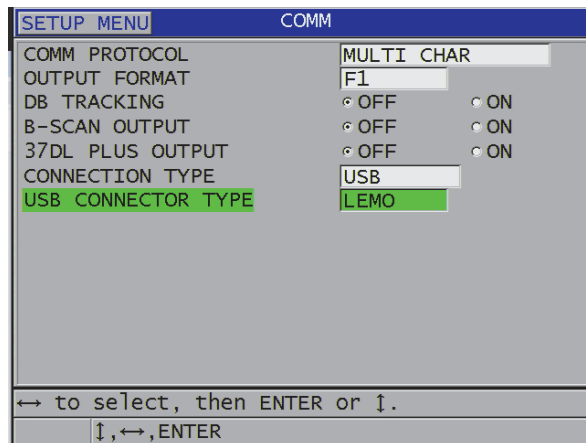 SETUP MENU COMM
COMM PROTOCOL MULTI CHAR
OUTPUT FORMAT F1
DB TRACKING OFF ON
B-SCAN OUTPUT OFF ON
37DL PLUS OUTPUT OFF ON
CONNECTION TYPE USB
USB CONNECTOR TYPE LEMO
↔ to select, then ENTER or ↕.
↕,↔,ENTER